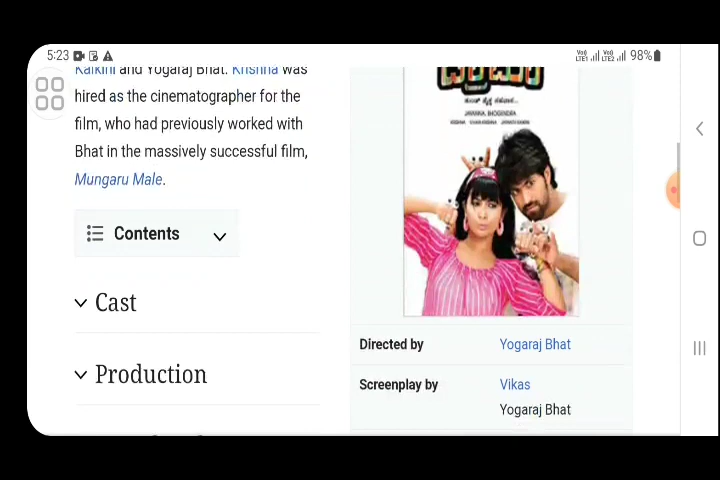 5:23
98%
Kalkini and Yogaraj Bhat. Krishna was
hired as the cinematographer for the
film, who had previously worked with
Bhat in the massively successful film,
Mungaru Male.
Contents
Cast
Production
Directed by Yogaraj Bhat
Screenplay by Vikas
Yogaraj Bhat